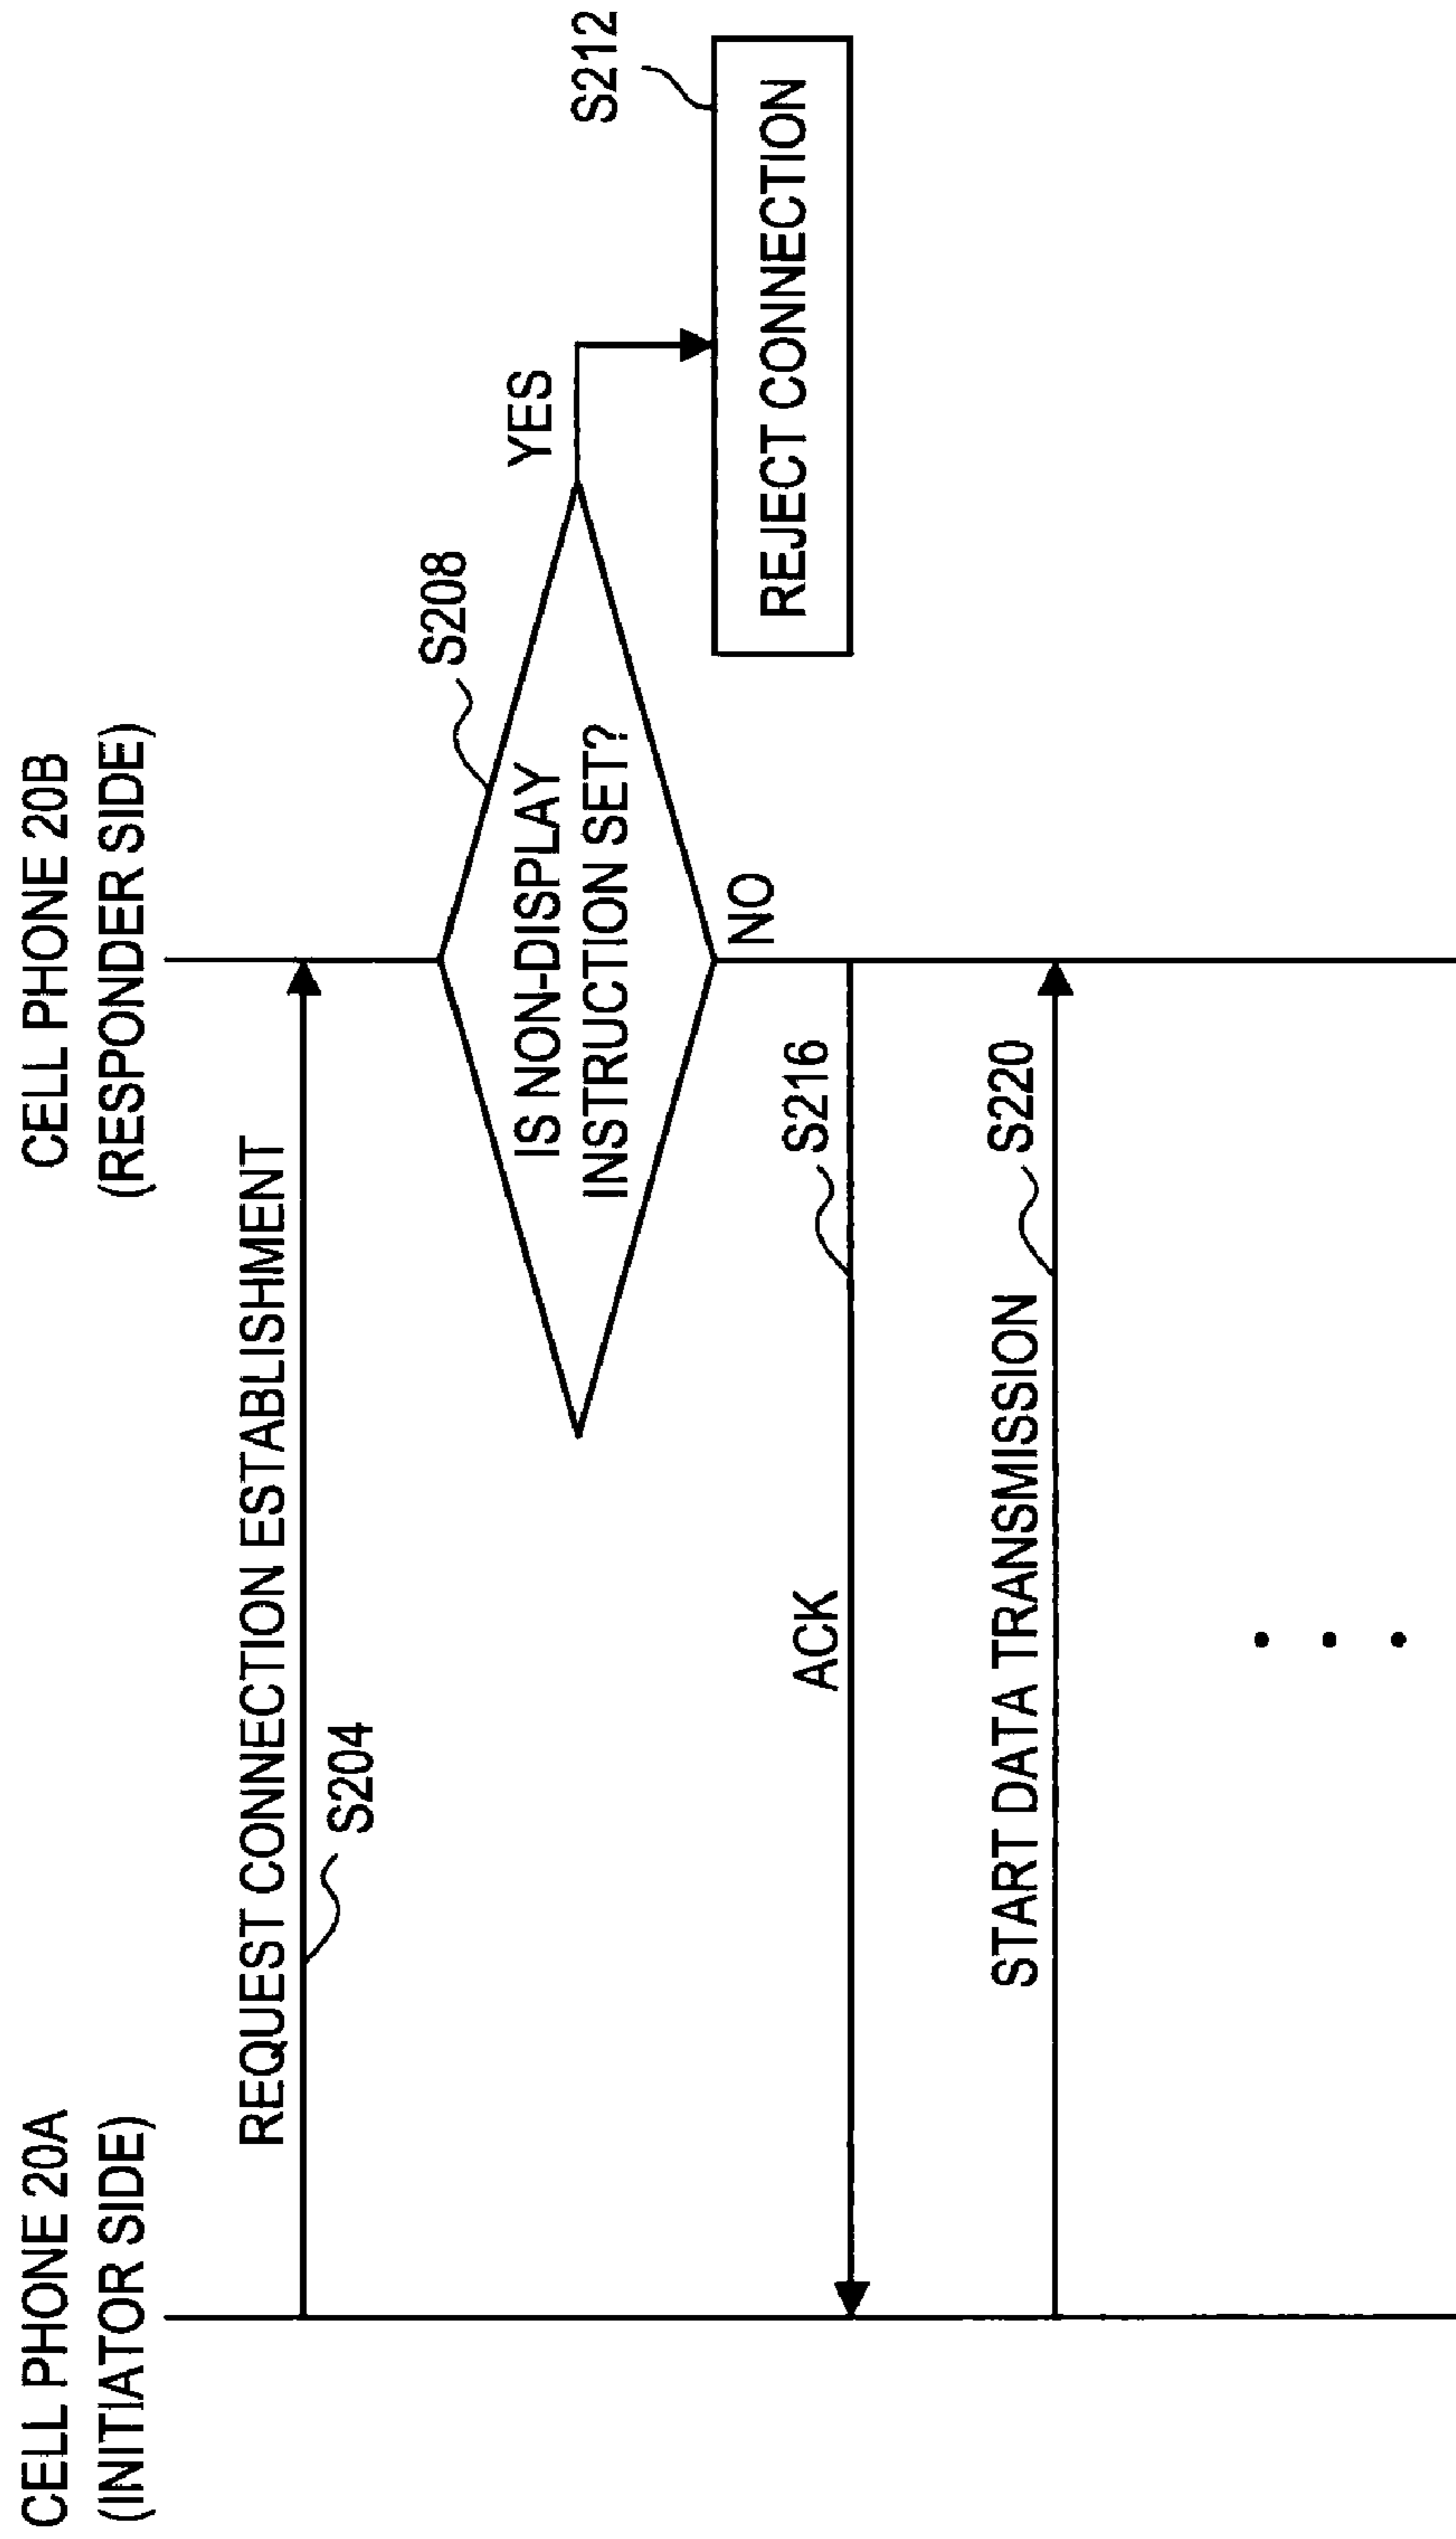 CELL PHONE 20A
(INITIATOR SIDE)
CELL PHONE 20B
(RESPONDER SIDE)
REQUEST CONNECTION ESTABLISHMENT
S204
S208
IS NON-DISPLAY
INSTRUCTION SET?
YES
S212
REJECT CONNECTION
NO
ACK
S216
START DATA TRANSMISSION
S220